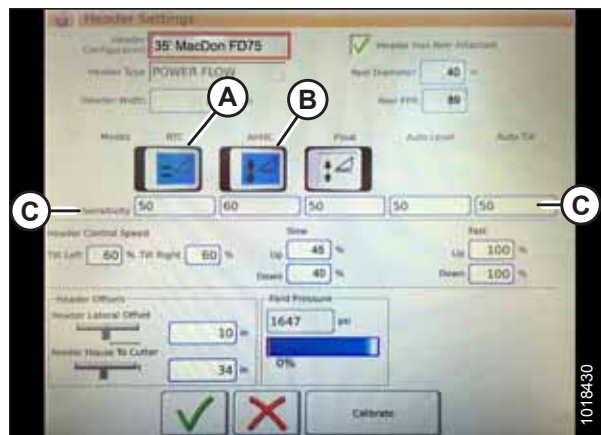 Header Settings
Header Configuration 35' MacDon FD75
Header Has Reel Attached
Header Type POWER FLOW
Reel Diameter 40 in
Header Width
Reel PPR 89
A
B
Modes RTC AHHC Float Auto Level Auto Tilt
C Sensitivity 50 60 50 50 50 C
Header Control Speed
Slow
Fast
Tilt Left 60 % Tilt Right 60 %
Up 45 %
Up 100 %
Down 40 %
Down 100 %
Header Offsets
Field Pressure
Header Lateral Offset
10 in
1647 psi
Feeder House To Cutter
34 in
0%
Calibrate
1018430